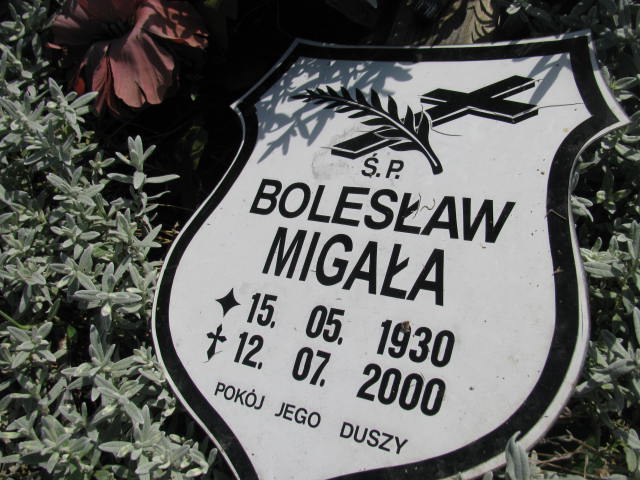 Ś.P.
BOLESŁAW
MIGAŁA
15. 05. 1930
12. 07. 2000
POKÓJ JEGO DUSZY